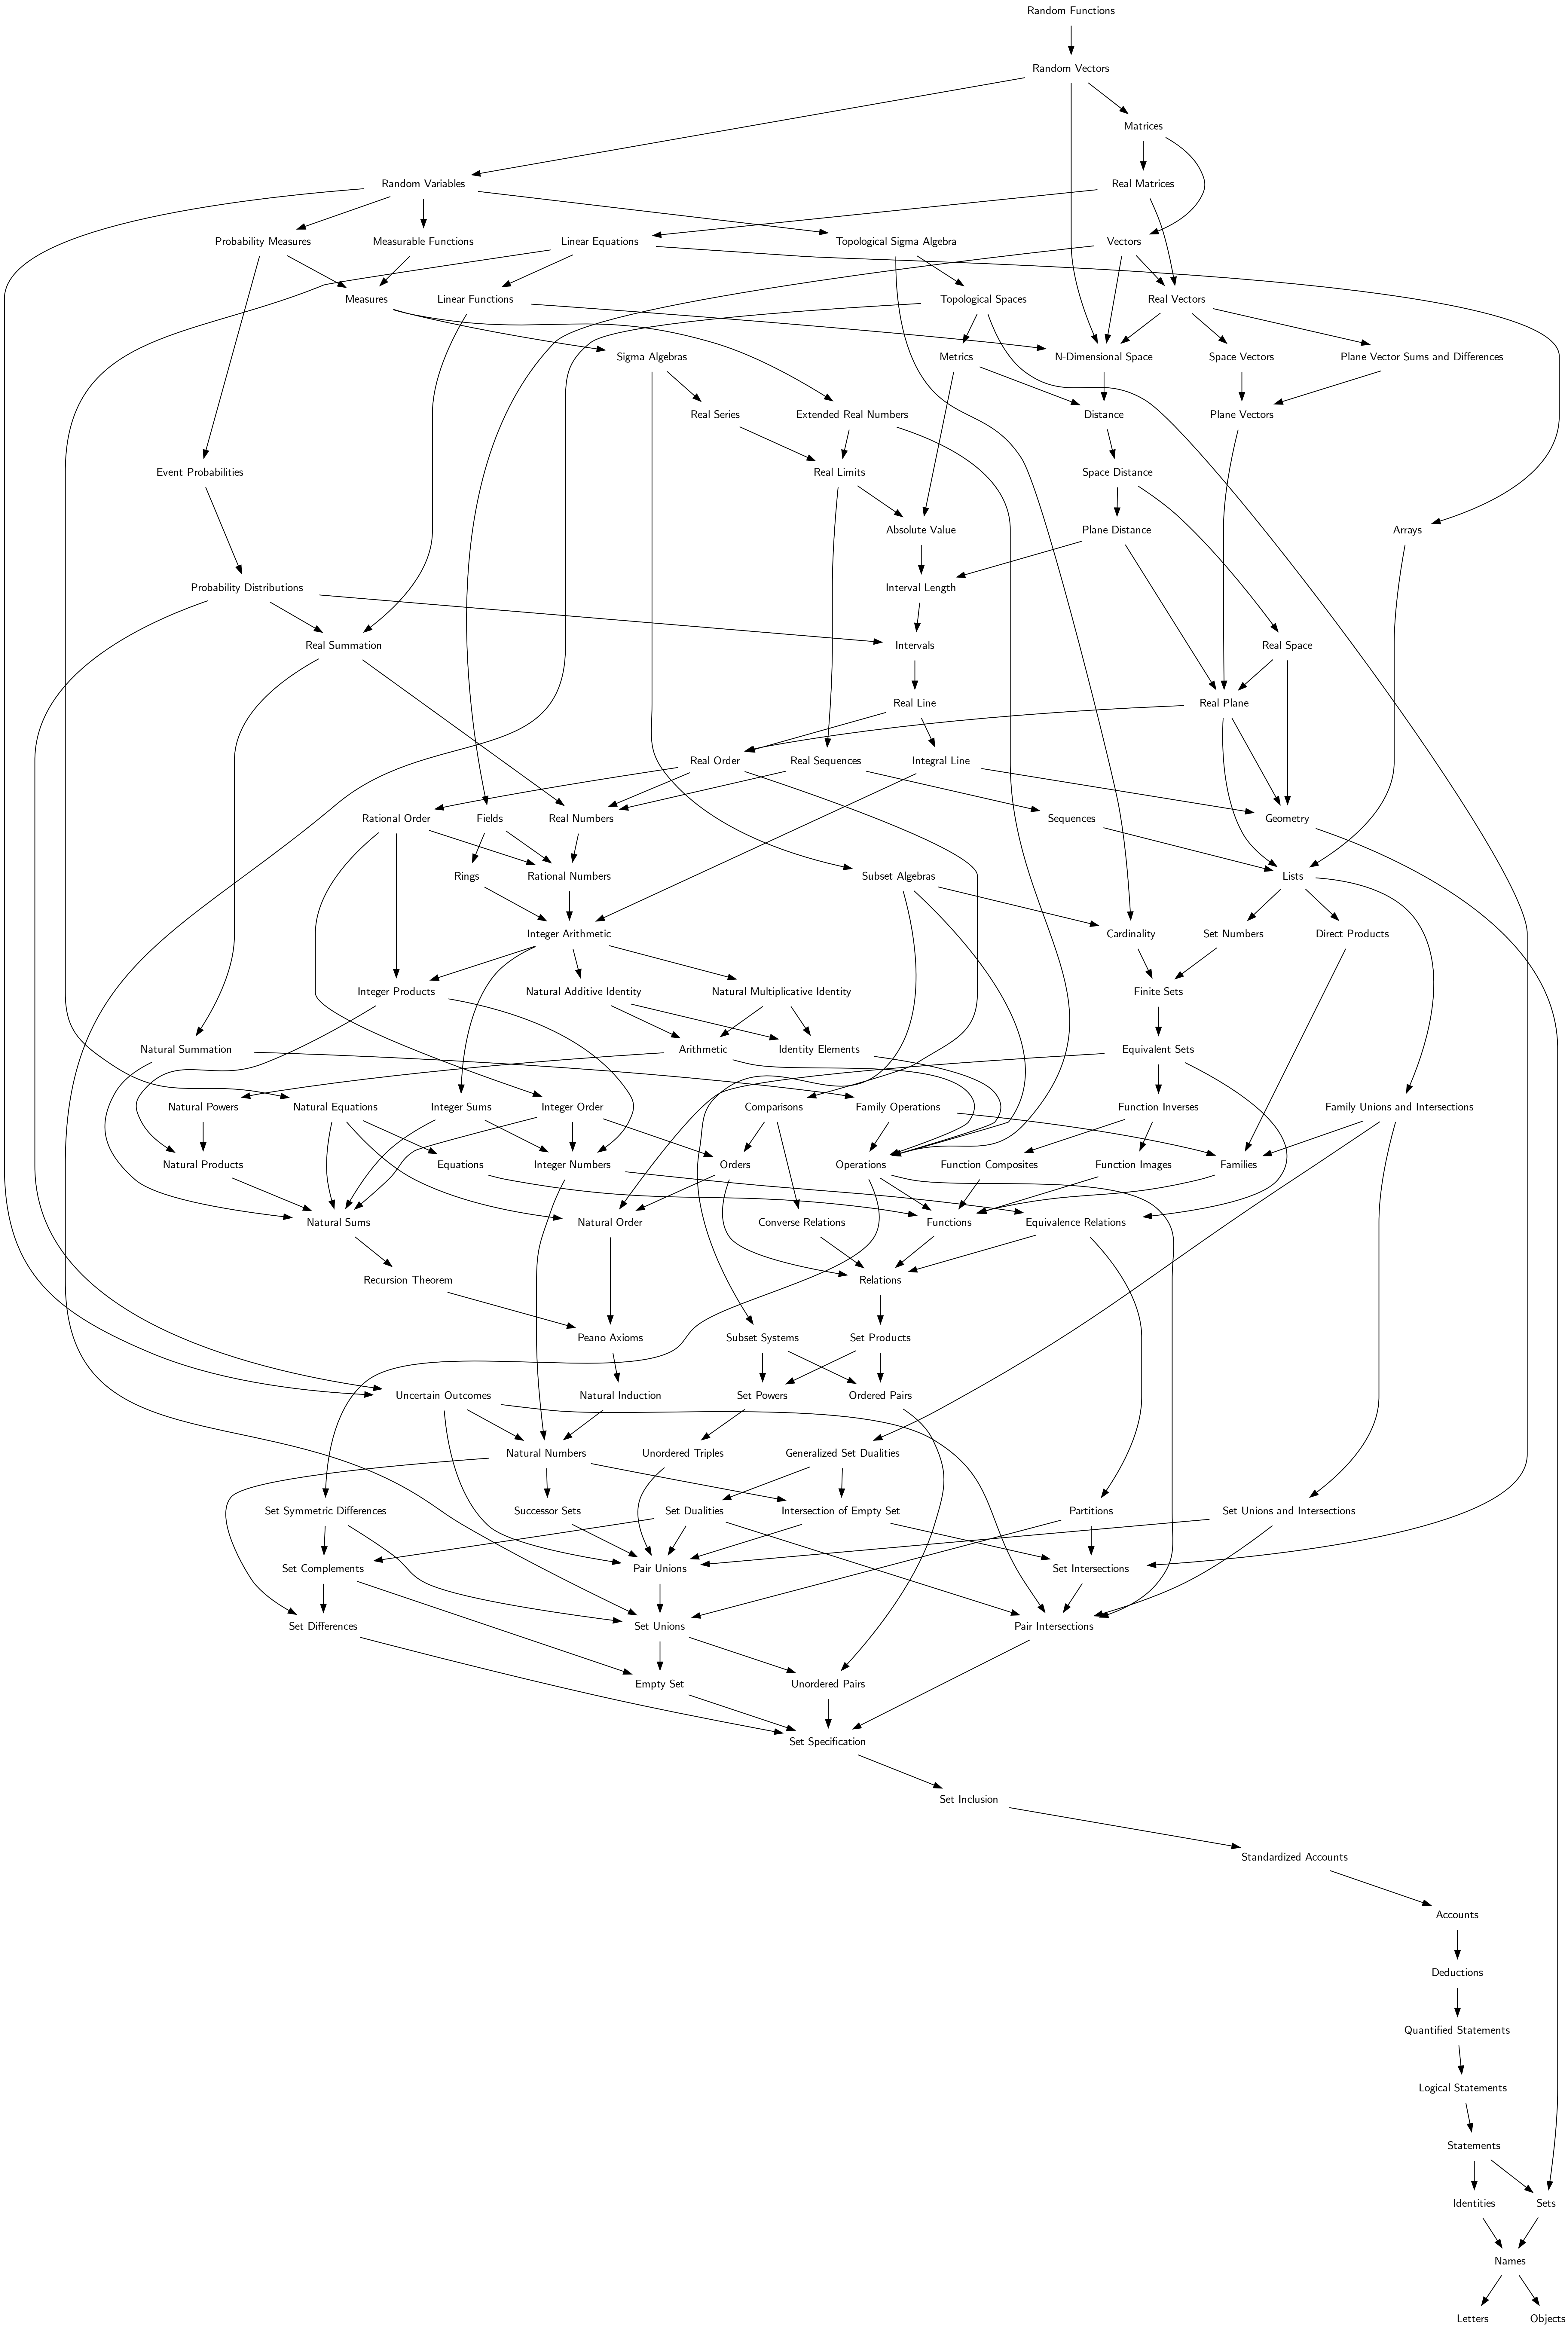 Random Functions
Random Vectors
Matrices
Random Variables
Real Matrices
Probability Measures
Measurable Functions
Linear Equations
Topological Sigma Algebra
Vectors
Measures
Linear Functions
Topological Spaces
Real Vectors
Sigma Algebras
Metrics
N-Dimensional Space
Space Vectors
Plane Vector Sums and Differences
Real Series
Extended Real Numbers
Distance
Plane Vectors
Event Probabilities
Real Limits
Space Distance
Absolute Value
Plane Distance
Arrays
Probability Distributions
Interval Length
Real Summation
Intervals
Real Space
Real Line
Real Plane
Real Order
Real Sequences
Integral Line
Rational Order
Fields
Real Numbers
Sequences
Geometry
Rings
Rational Numbers
Subset Algebras
Lists
Integer Arithmetic
Cardinality
Set Numbers
Direct Products
Integer Products
Natural Additive Identity
Natural Multiplicative Identity
Finite Sets
Natural Summation
Arithmetic
Identity Elements
Equivalent Sets
Natural Powers
Natural Equations
Integer Sums
Integer Order
Comparisons
Family Operations
Function Inverses
Family Unions and Intersections
Natural Products
Equations
Integer Numbers
Orders
Operations
Function Composites
Function Images
Families
Natural Sums
Natural Order
Converse Relations
Functions
Equivalence Relations
Recursion Theorem
Relations
Peano Axioms
Subset Systems
Set Products
Uncertain Outcomes
Natural Induction
Set Powers
Ordered Pairs
Natural Numbers
Unordered Triples
Generalized Set Dualities
Set Symmetric Differences
Successor Sets
Set Dualities
Intersection of Empty Set
Partitions
Set Unions and Intersections
Set Complements
Pair Unions
Set Intersections
Set Differences
Set Unions
Pair Intersections
Empty Set
Unordered Pairs
Set Specification
Set Inclusion
Standardized Accounts
Accounts
Deductions
Quantified Statements
Logical Statements
Statements
Identities
Sets
Names
Letters
Objects